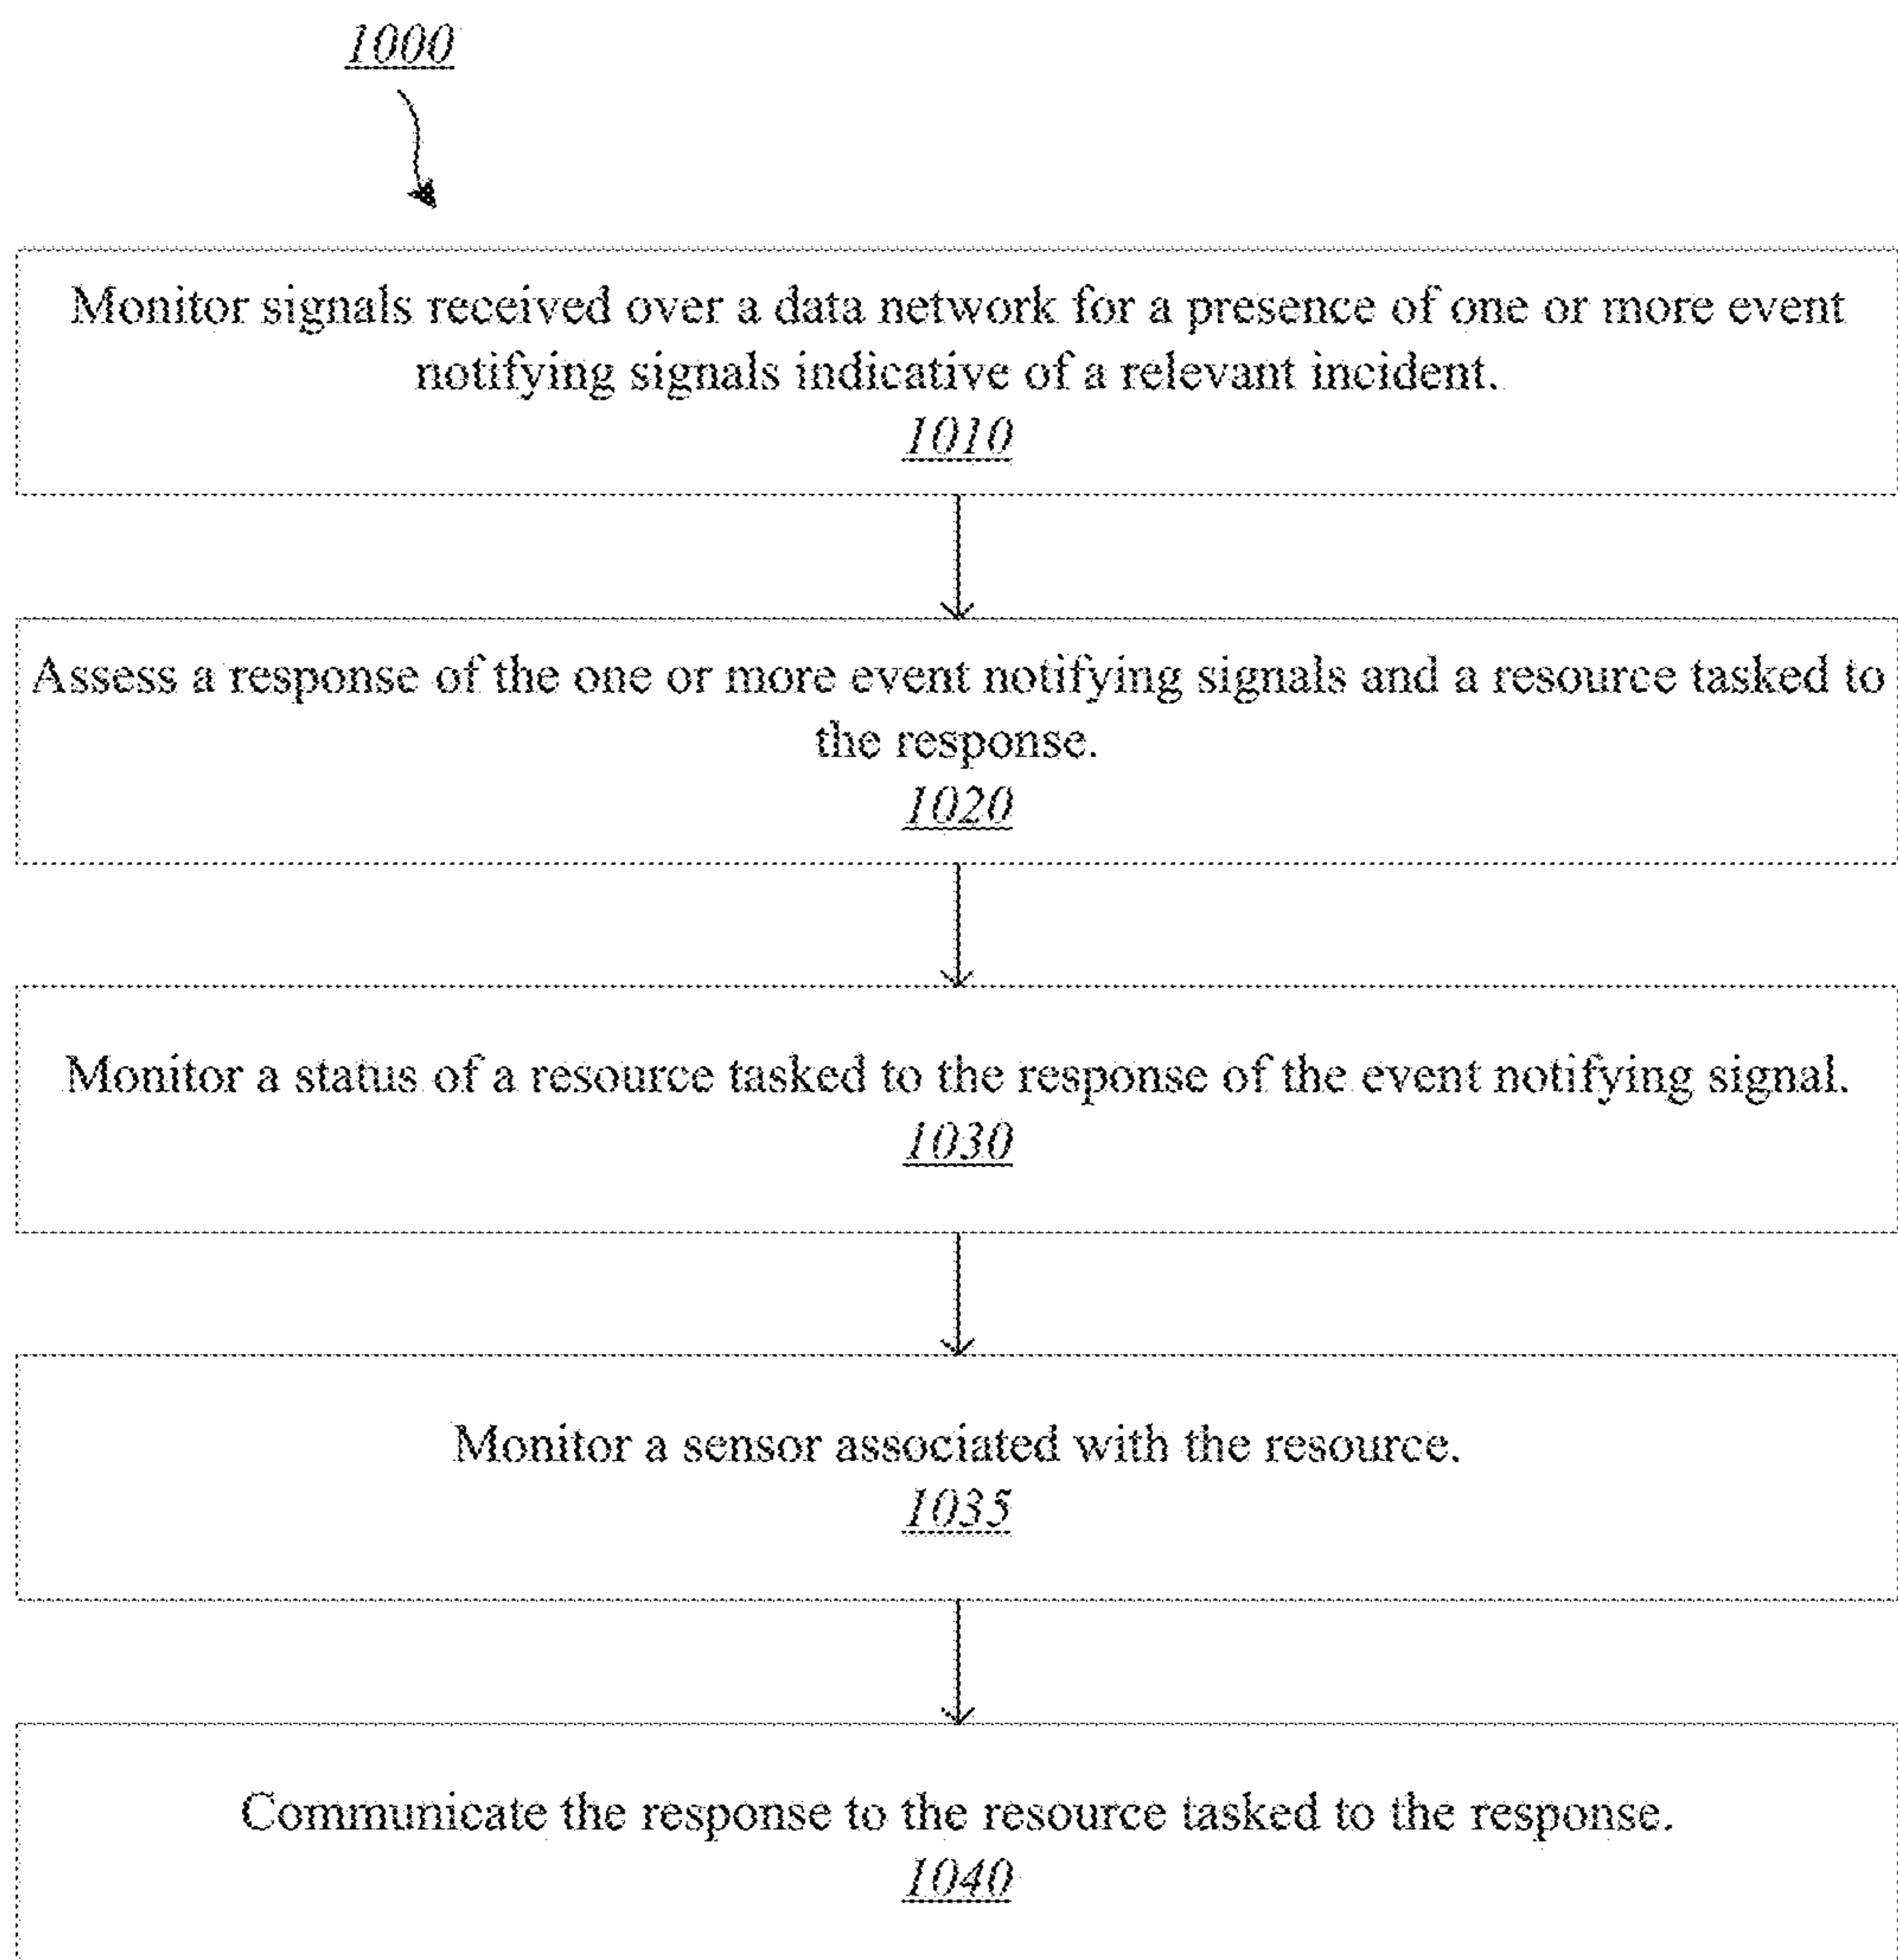 1000
Monitor signals received over a data network for a presence of one or more event
notifying signals indicative of a relevant incident.
1010
Assess a response of the one or more event notifying signals and a resource tasked to
the response.
1020
Monitor a status of a resource tasked to the response of the event notifying signal.
1030
Monitor a sensor associated with the resource.
1035
Communicate the response to the resource tasked to the response.
1040